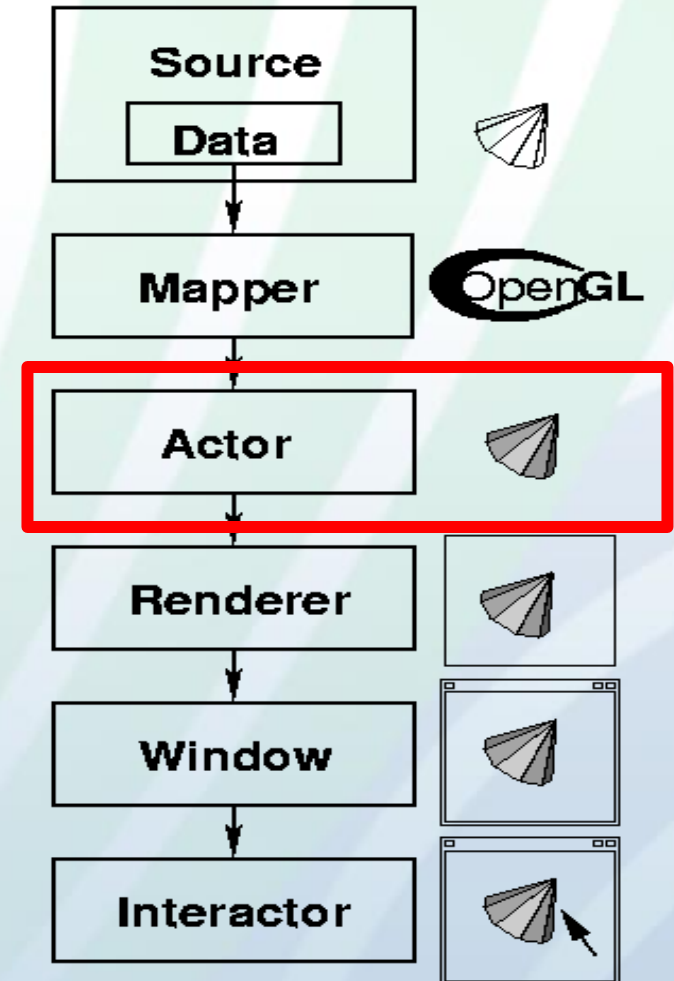 Source
Data
Mapper
OpenGL
Actor
Renderer
Window
Interactor